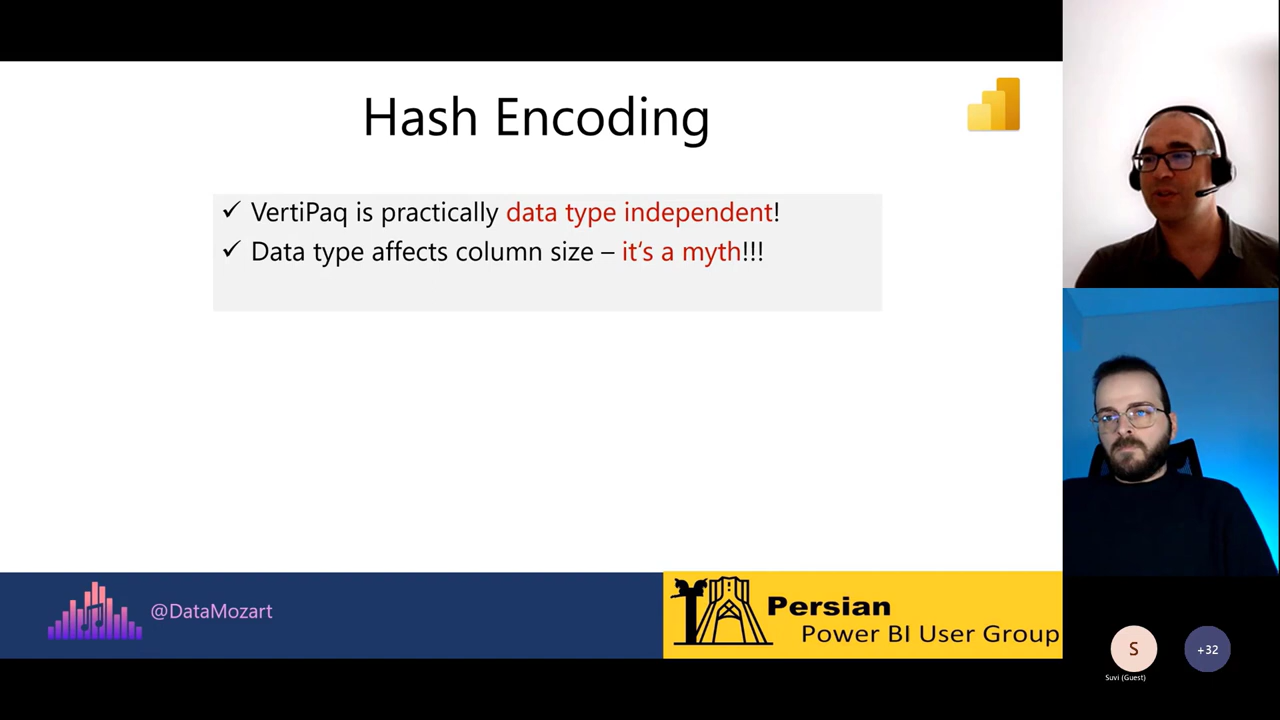 Hash Encoding
✓ VertiPaq is practically data type independent!
✓ Data type affects column size – it‘s a myth!!!
@DataMozart
Persian
Power BI User Group
S
+32
Suvi (Guest)